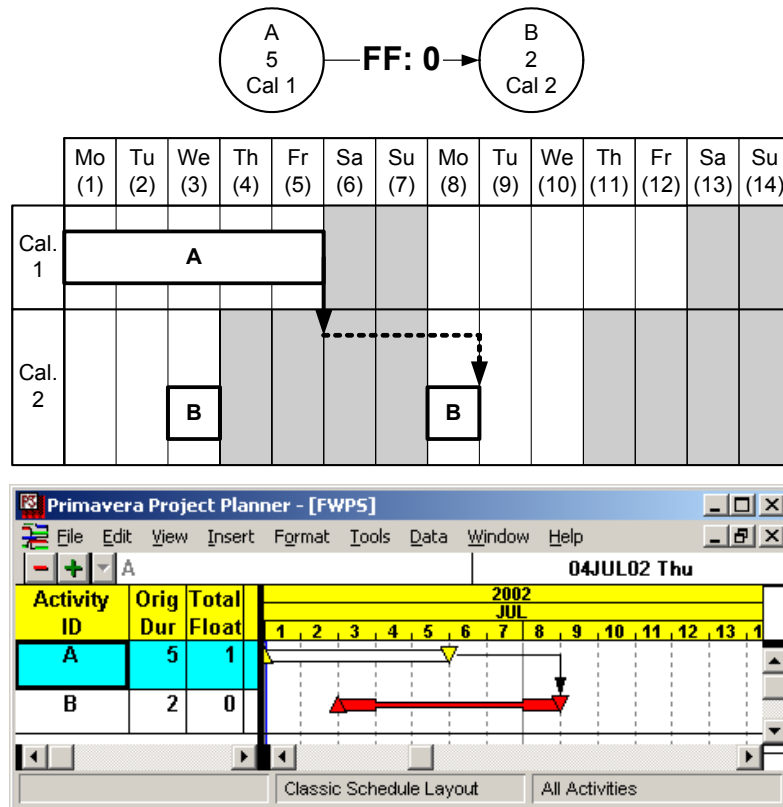 A
5
Cal 1
FF: 0
B
2
Cal 2
Mo Tu We Th Fr Sa Su Mo Tu We Th Fr Sa Su
(1) (2) (3) (4) (5) (6) (7) (8) (9) (10) (11) (12) (13) (14)
Cal.
1
A
Cal.
2
B B
Primavera Project Planner - [FWPS]
File Edit View Insert Format Tools Data Window Help
A 04JUL02 Thu
Activity Orig Total 2002
JUL
ID Dur Float 1 2 3 4 5 6 7 8 9 10 11 12 13 1
A 5 1
B 2 0
Classic Schedule Layout All Activities